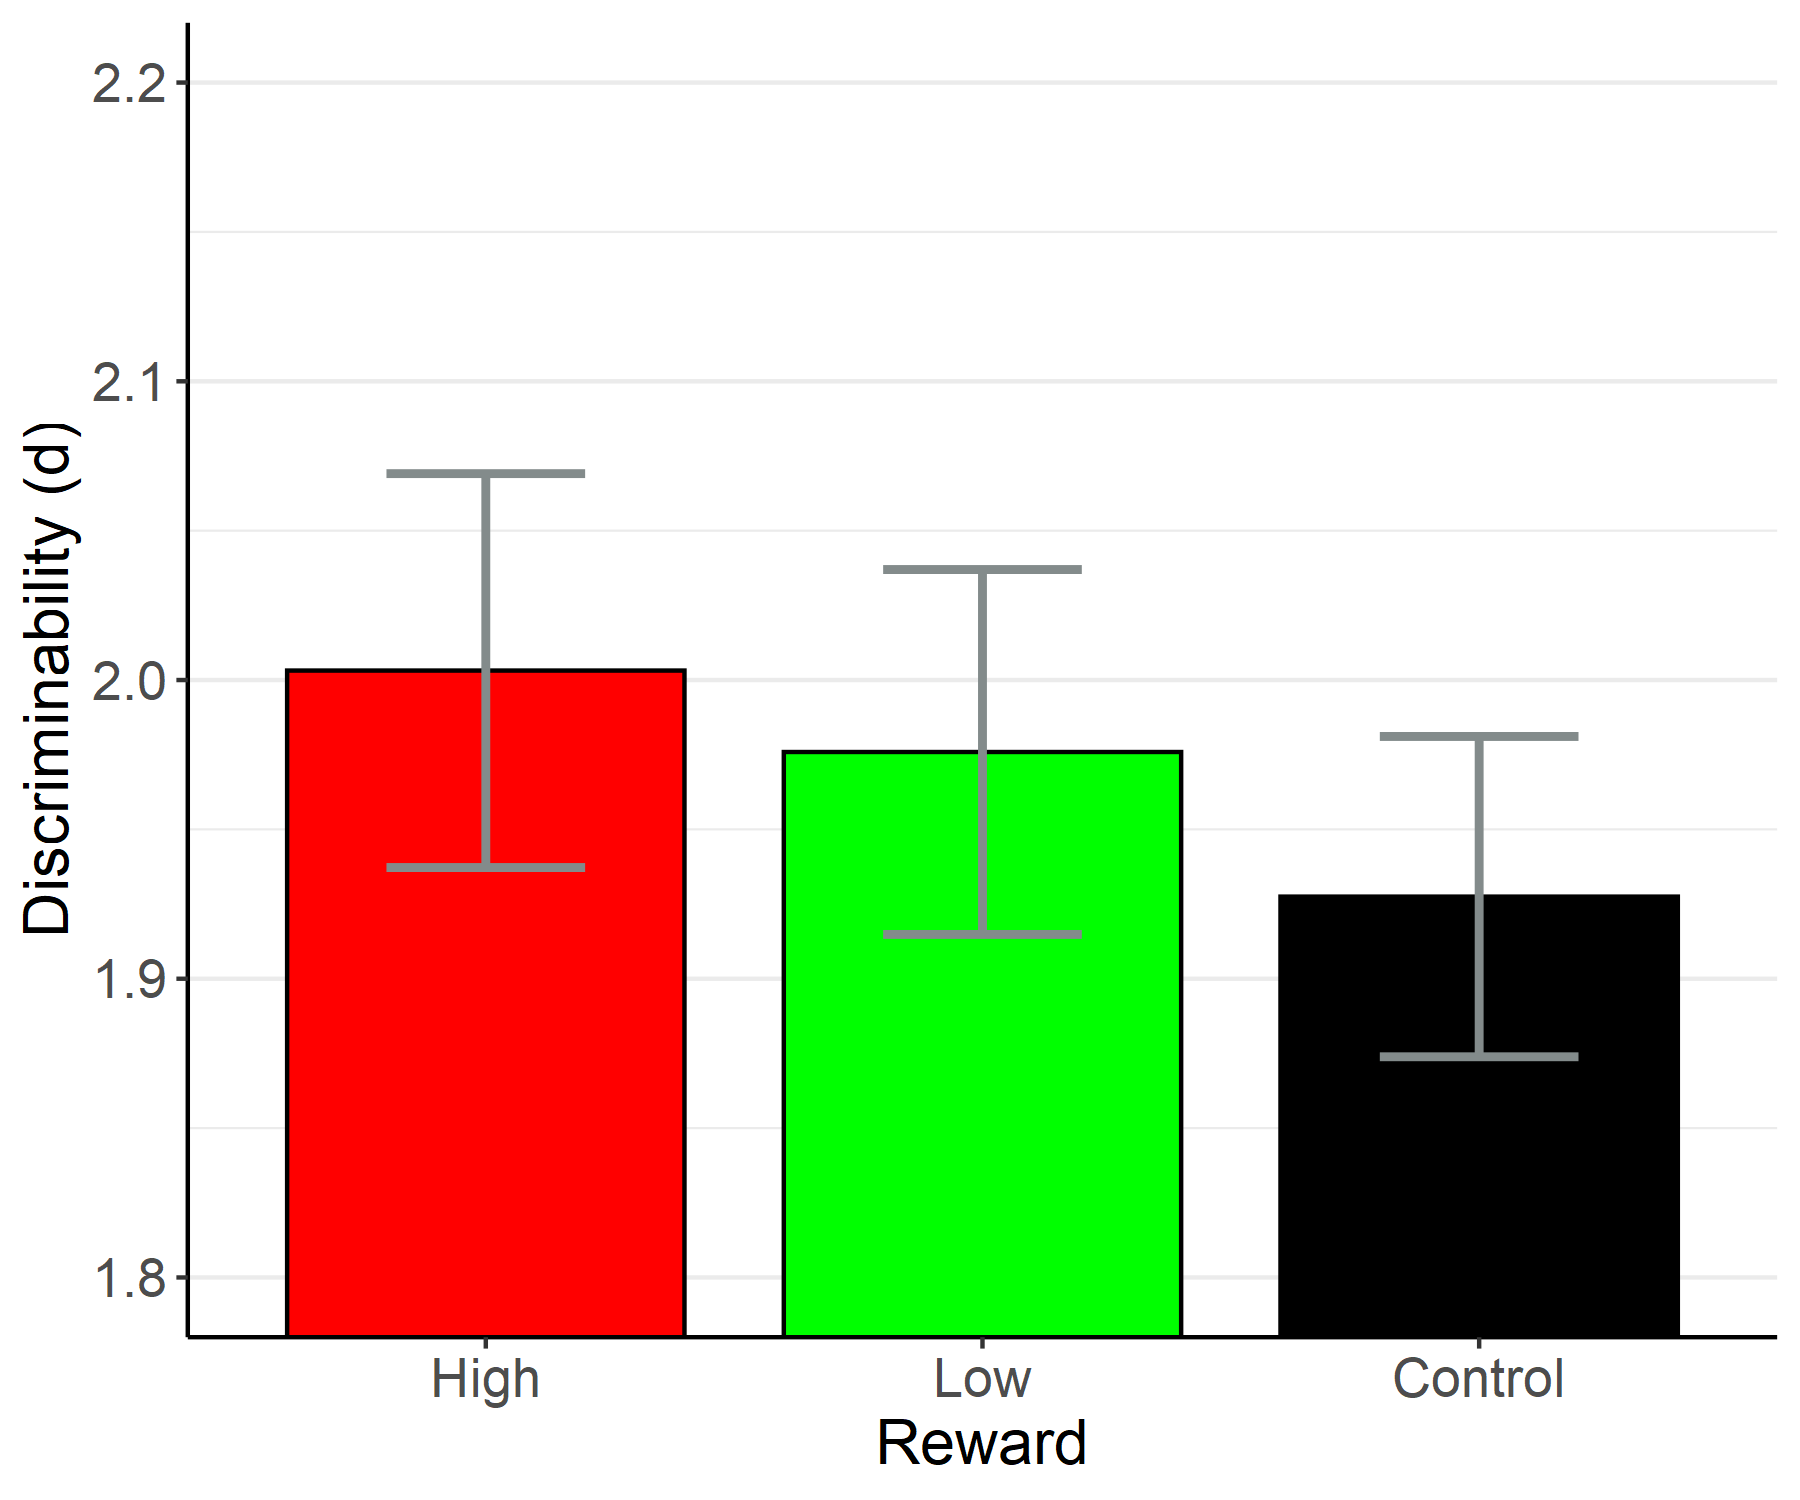 Discriminability (d)
2.2
2.1
2.0
1.9
1.8
High Low Control
Reward